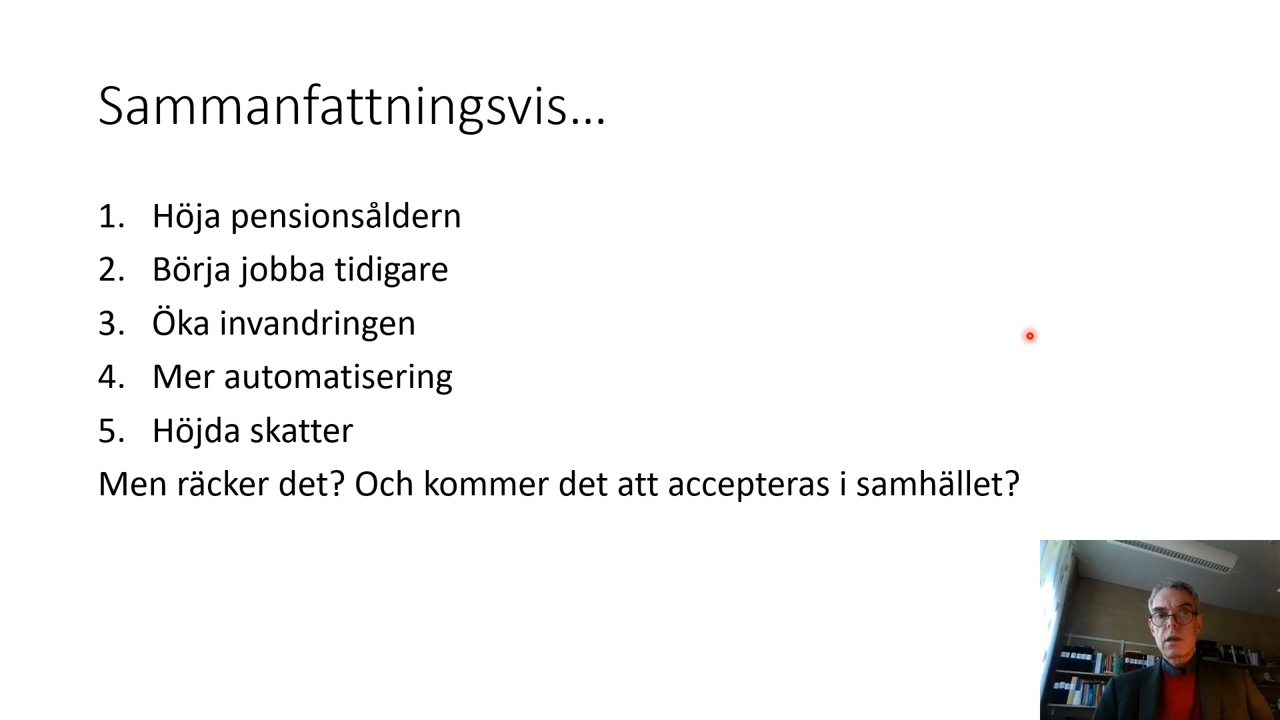 Sammanfattningsvis...
1. Höja pensionsåldern
2. Börja jobba tidigare
3. Öka invandringen
4. Mer automatisering
5. Höjda skatter
Men räcker det? Och kommer det att accepteras i samhället?